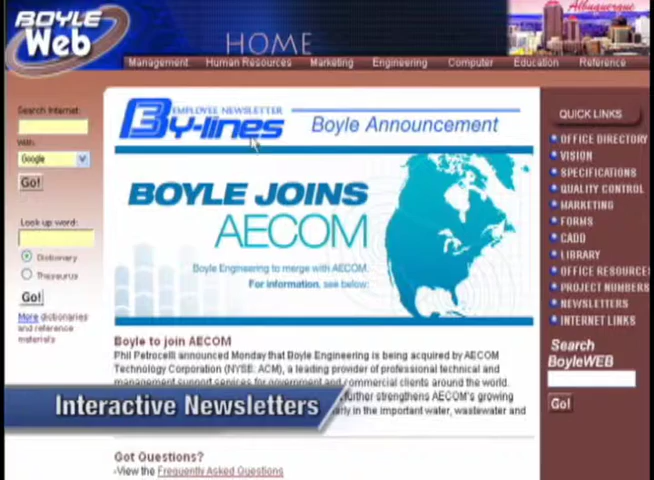 BOYLE
Web
HOME
Albuquerque
Management Human Resources Marketing Engineering Computer Education Reference
Search Internet:
With:
Google
Go!
Look up word:
Dictionary
Thesaurus
Go!
More dictionaries
and reference
materials
EMPLOYEE NEWSLETTER
By-lines
Boyle Announcement
BOYLE JOINS
AECOM
Boyle Engineering to merge with AECOM.
For information, see below:
Boyle to join AECOM
Phil Petrocelli announced Monday that Boyle Engineering is being acquired by AECOM
Technology Corporation (NYSE: ACM), a leading provider of professional technical and
management support services for government and commercial clients around the world.
further strengthens AECOM's growing
in the important water, wastewater and
Interactive Newsletters
Got Questions?
-View the Frequently Asked Questions
QUICK LINKS
OFFICE DIRECTORY
VISION
SPECIFICATIONS
QUALITY CONTROL
MARKETING
FORMS
CADD
LIBRARY
OFFICE RESOURCES
PROJECT NUMBERS
NEWSLETTERS
INTERNET LINKS
Search
BoyleWEB
Go!